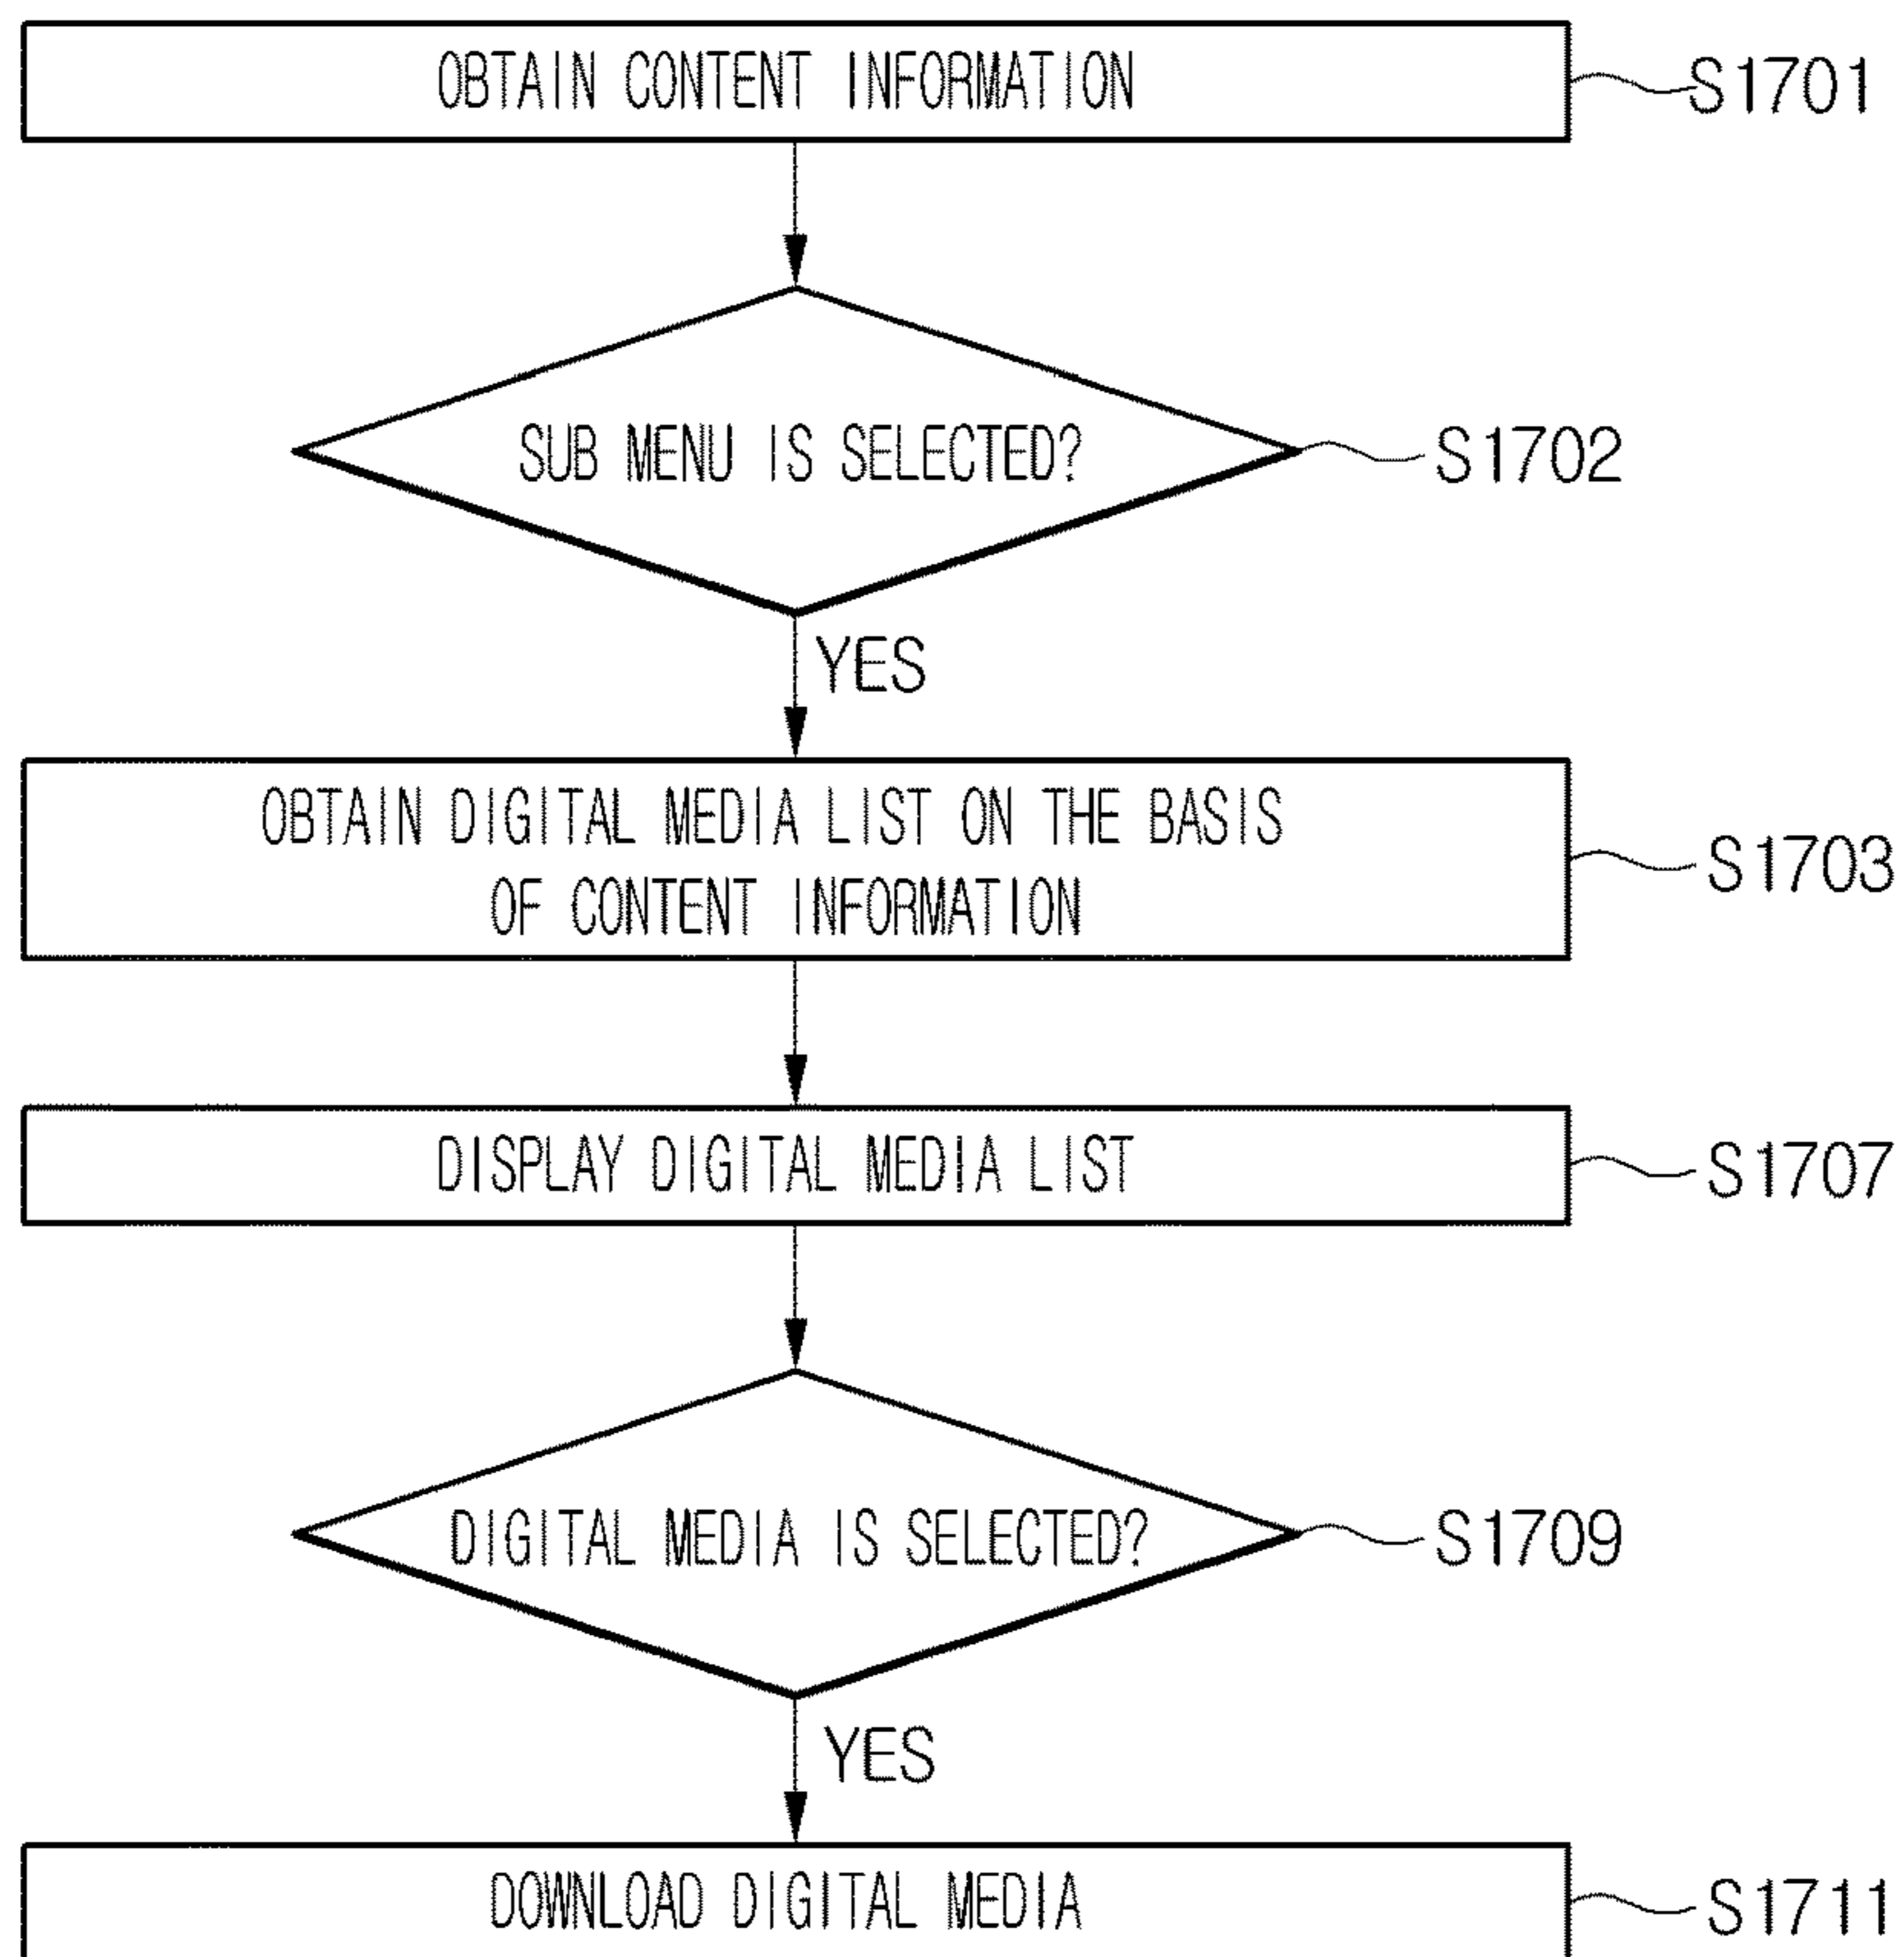 OBTAIN CONTENT INFORMATION
S1701
SUB MENU IS SELECTED?
S1702
YES
OBTAIN DIGITAL MEDIA LIST ON THE BASIS
OF CONTENT INFORMATION
S1703
DISPLAY DIGITAL MEDIA LIST
S1707
DIGITAL MEDIA IS SELECTED?
S1709
YES
DOWNLOAD DIGITAL MEDIA
S1711